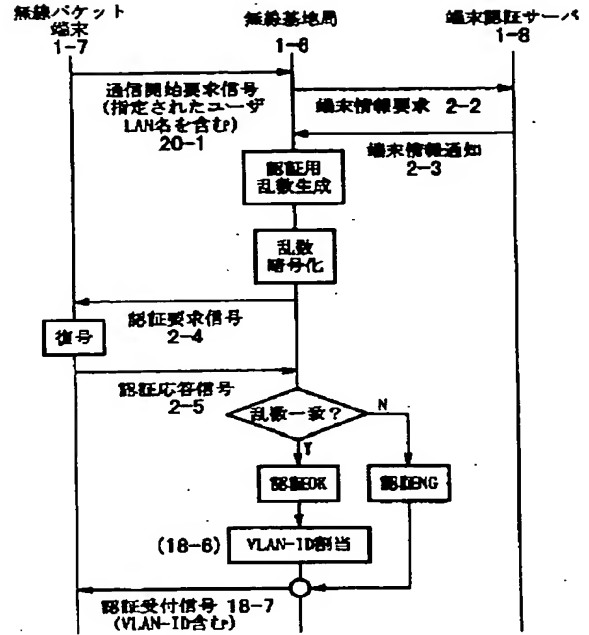 無線パケット
端末
1-7
無線基地局
1-6
端末認証サーバ
1-8
通信開始要求信号
(指定されたユーザ
LAN名を含む)
20-1
端末情報要求 2-2
端末情報通知
2-3
認証用
乱数生成
乱数
暗号化
認証要求信号
2-4
復号
認証応答信号
2-5
乱数一致?
N
Y
認証OK
認証NG
(18-6)
VLAN-ID割当
認証受付信号 18-7
(VLAN-ID含む)